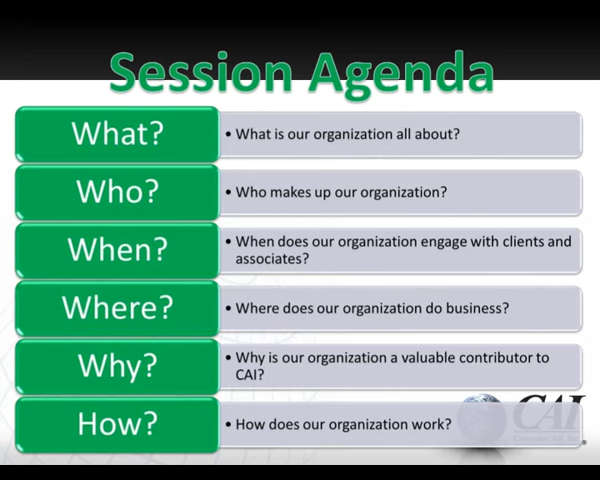 Session Agenda
What?
• What is our organization all about?
Who?
• Who makes up our organization?
When?
• When does our organization engage with clients and
associates?
Where?
• Where does our organization do business?
Why?
• Why is our organization a valuable contributor to
CAI?
How?
• How does our organization work?
CAI